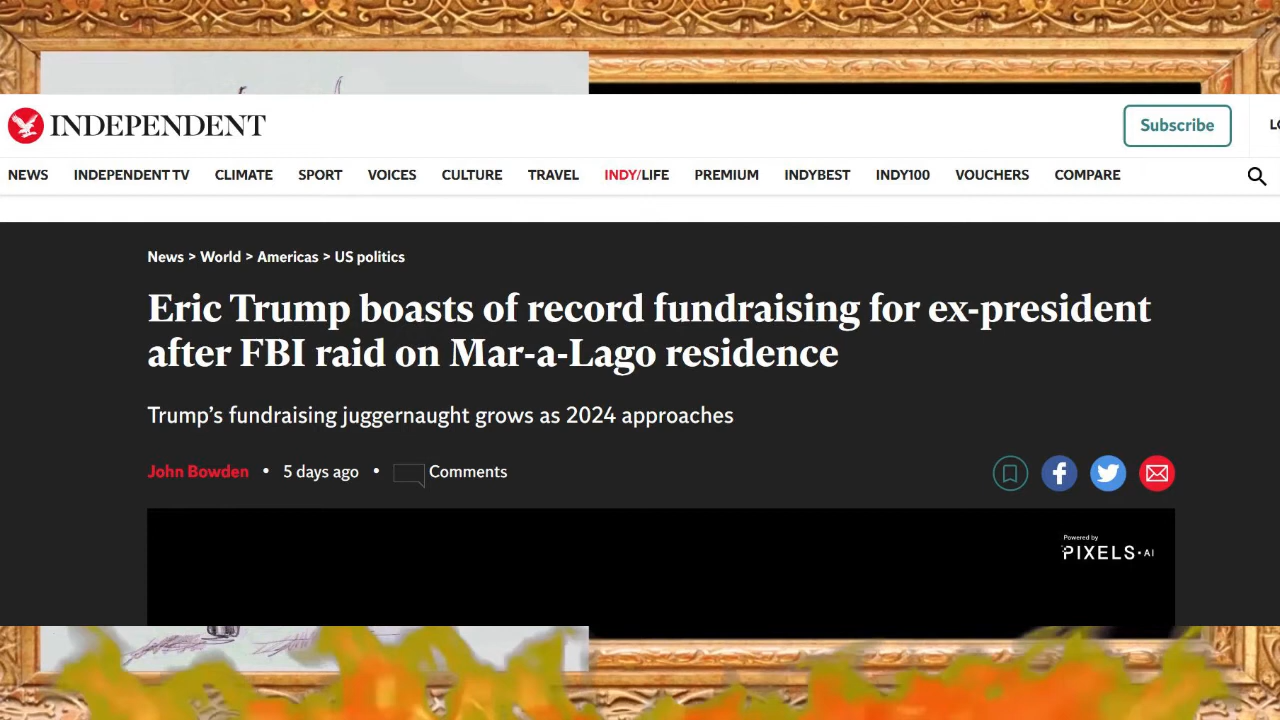 INDEPENDENT
Subscribe
NEWS INDEPENDENT TV CLIMATE SPORT VOICES CULTURE TRAVEL INDY/LIFE PREMIUM INDYBEST INDY100 VOUCHERS COMPARE
News > World > Americas > US politics
Eric Trump boasts of record fundraising for ex-president
after FBI raid on Mar-a-Lago residence
Trump’s fundraising juggernaught grows as 2024 approaches
John Bowden • 5 days ago • Comments
Powered by
PIXELS•AI